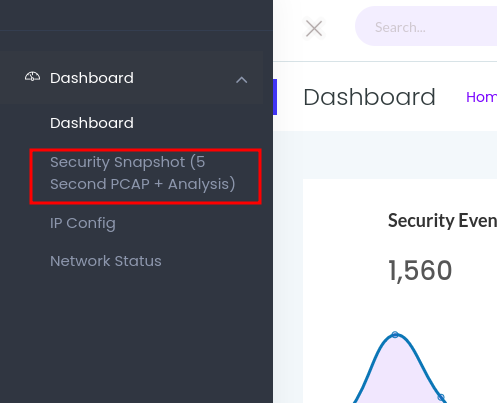 Search...
Dashboard
Dashboard
Security Snapshot (5
Second PCAP + Analysis)
IP Config
Network Status
Dashboard
Hom
Security Even
1,560